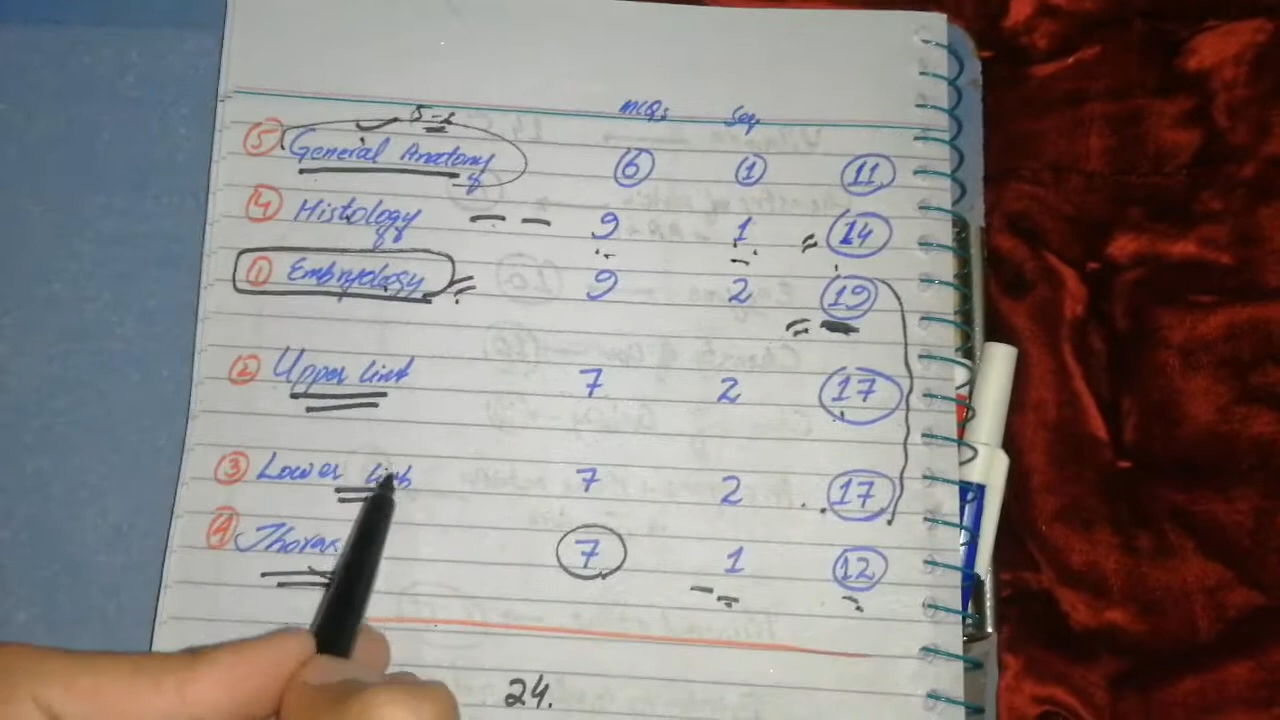 MCQs Seq
⑤ General Anatomy 6 1 11
④ Histology 9 1 = 14
① Embryology 9 2 19
② Upper limb 7 2 17
③ Lower limb 7 2 17
④ Thorax 7 1 12
24.